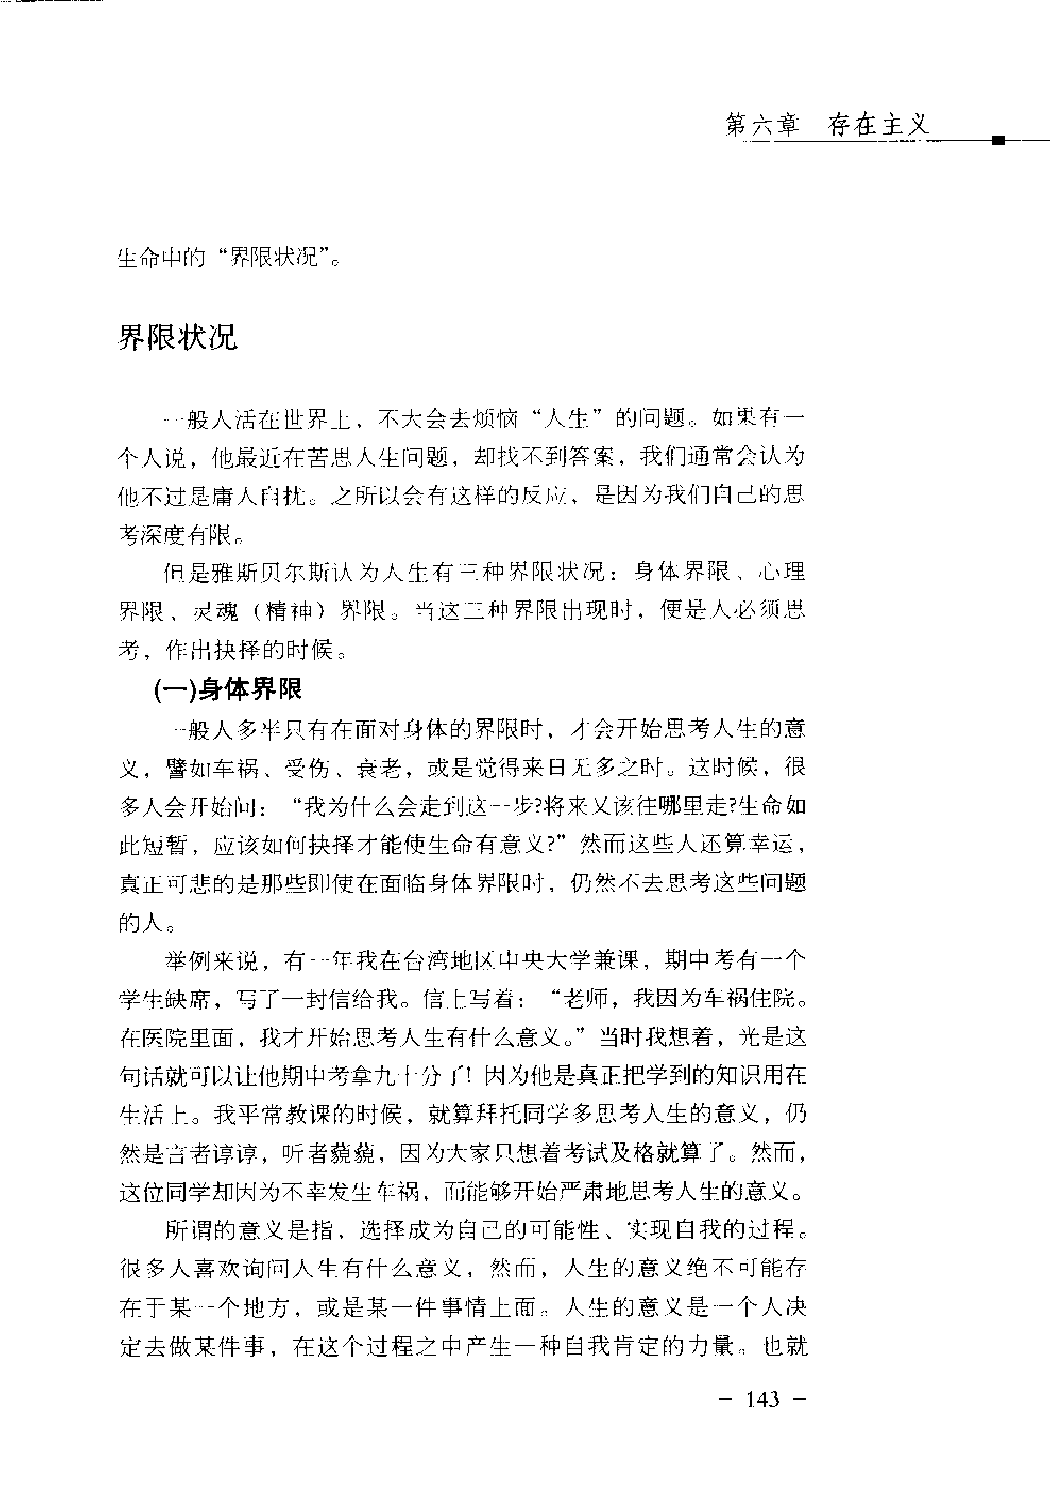 第六章 存在主义
生命中的“界限状况”。
界限状况
一般人活在世界上，不大会去烦恼“人生”的问题。如果有一
个人说，他最近在苦思人生问题，却找不到答案，我们通常会认为
他不过是庸人自扰。之所以会有这样的反应，是因为我们自己的思
考深度有限。
但是雅斯贝尔斯认为人生有三种界限状况：身体界限、心理
界限、灵魂（精神）界限。当这三种界限出现时，便是人必须思
考，作出抉择的时候。
(一)身体界限
一般人多半只有在面对身体的界限时，才会开始思考人生的意
义，譬如车祸、受伤、衰老，或是觉得来日无多之时。这时候，很
多人会开始问：“我为什么会走到这一步?将来又该往哪里走?生命如
此短暂，应该如何抉择才能使生命有意义?”然而这些人还算幸运，
真正可悲的是那些即使在面临身体界限时，仍然不去思考这些问题
的人。
举例来说，有一年我在台湾地区中央大学兼课，期中考有一个
学生缺席，写了一封信给我。信上写着：“老师，我因为车祸住院。
在医院里面，我才开始思考人生有什么意义。”当时我想着，光是这
句话就可以让他期中考拿九十分了! 因为他是真正把学到的知识用在
生活上。我平常教课的时候，就算拜托同学多思考人生的意义，仍
然是言者谆谆，听者藐藐，因为大家只想着考试及格就算了。然而，
这位同学却因为不幸发生车祸，而能够开始严肃地思考人生的意义。
所谓的意义是指，选择成为自己的可能性、实现自我的过程。
很多人喜欢询问人生有什么意义，然而，人生的意义绝不可能存
在于某一个地方，或是某一件事情上面。人生的意义是一个人决
定去做某件事，在这个过程之中产生一种自我肯定的力量。也就
– 143 –